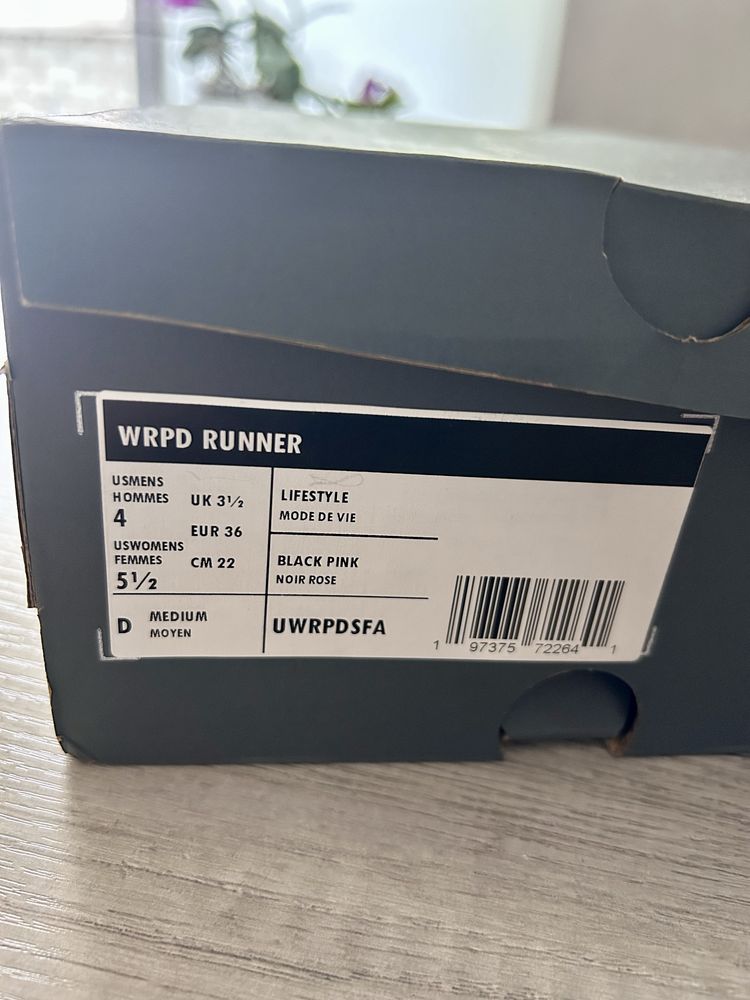 WRPD RUNNER
USMENS
HOMMES
4
USWOMENS
FEMMES
5½
UK 3½
EUR 36
CM 22
D
MEDIUM
MOYEN
LIFESTYLE
MODE DE VIE
BLACK PINK
NOIR ROSE
UWRPDSFA
1 97375 72264 1